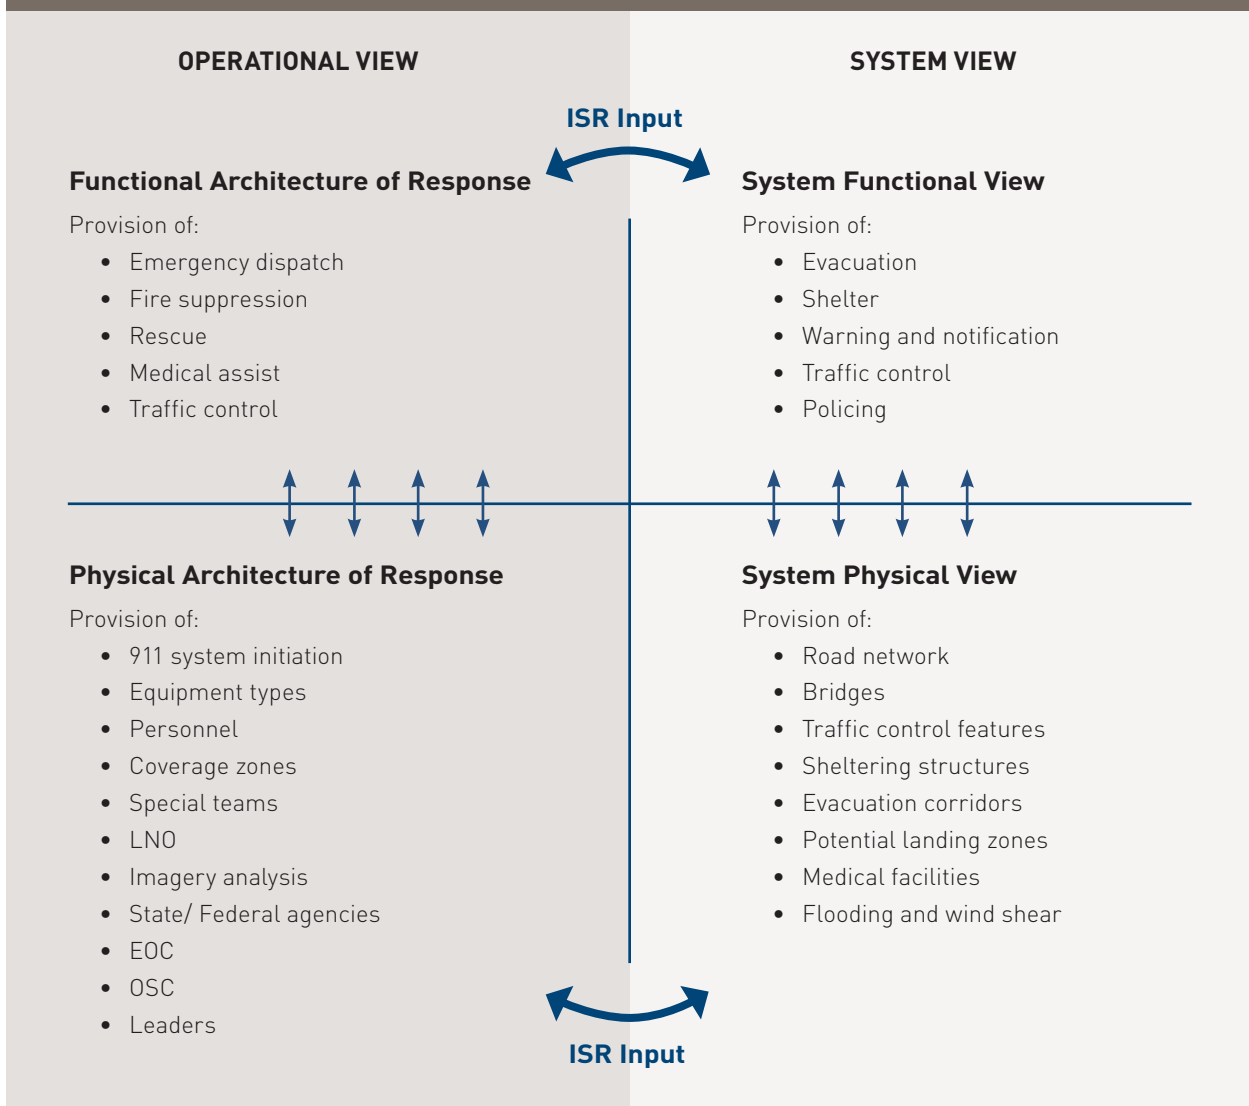 OPERATIONAL VIEW
SYSTEM VIEW
ISR Input
Functional Architecture of Response
Provision of:
• Emergency dispatch
• Fire suppression
• Rescue
• Medical assist
• Traffic control
System Functional View
Provision of:
• Evacuation
• Shelter
• Warning and notification
• Traffic control
• Policing
Physical Architecture of Response
Provision of:
• 911 system initiation
• Equipment types
• Personnel
• Coverage zones
• Special teams
• LNO
• Imagery analysis
• State/ Federal agencies
• EOC
• OSC
• Leaders
System Physical View
Provision of:
• Road network
• Bridges
• Traffic control features
• Sheltering structures
• Evacuation corridors
• Potential landing zones
• Medical facilities
• Flooding and wind shear
ISR Input